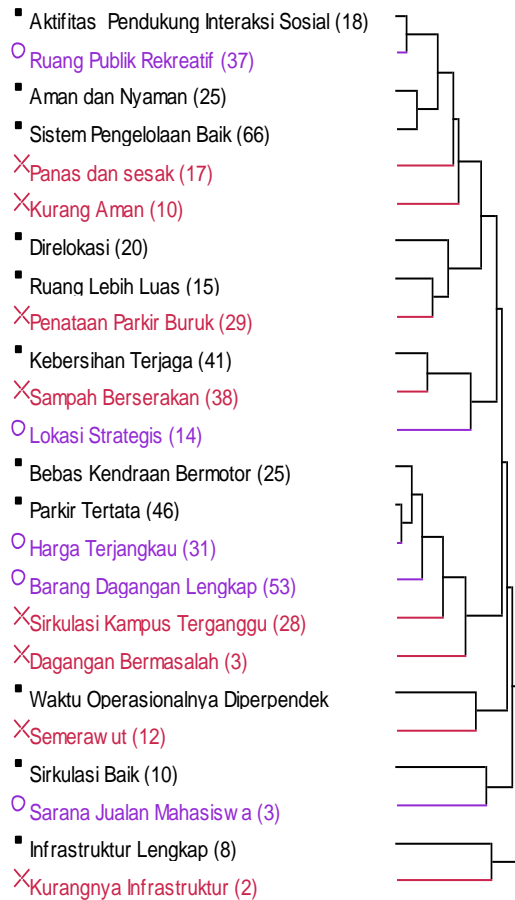 Aktifitas Pendukung Interaksi Sosial (18)
Ruang Publik Rekreatif (37)
Aman dan Nyaman (25)
Sistem Pengelolaan Baik (66)
Panas dan sesak (17)
Kurang Aman (10)
Direlokasi (20)
Ruang Lebih Luas (15)
Penataan Parkir Buruk (29)
Kebersihan Terjaga (41)
Sampah Berserakan (38)
Lokasi Strategis (14)
Bebas Kendraan Bermotor (25)
Parkir Tertata (46)
Harga Terjangkau (31)
Barang Dagangan Lengkap (53)
Sirkulasi Kampus Terganggu (28)
Dagangan Bermasalah (3)
Waktu Operasionalnya Diperpendek
Semerawut (12)
Sirkulasi Baik (10)
Sarana Jualan Mahasiswa (3)
Infrastruktur Lengkap (8)
Kurangnya Infrastruktur (2)